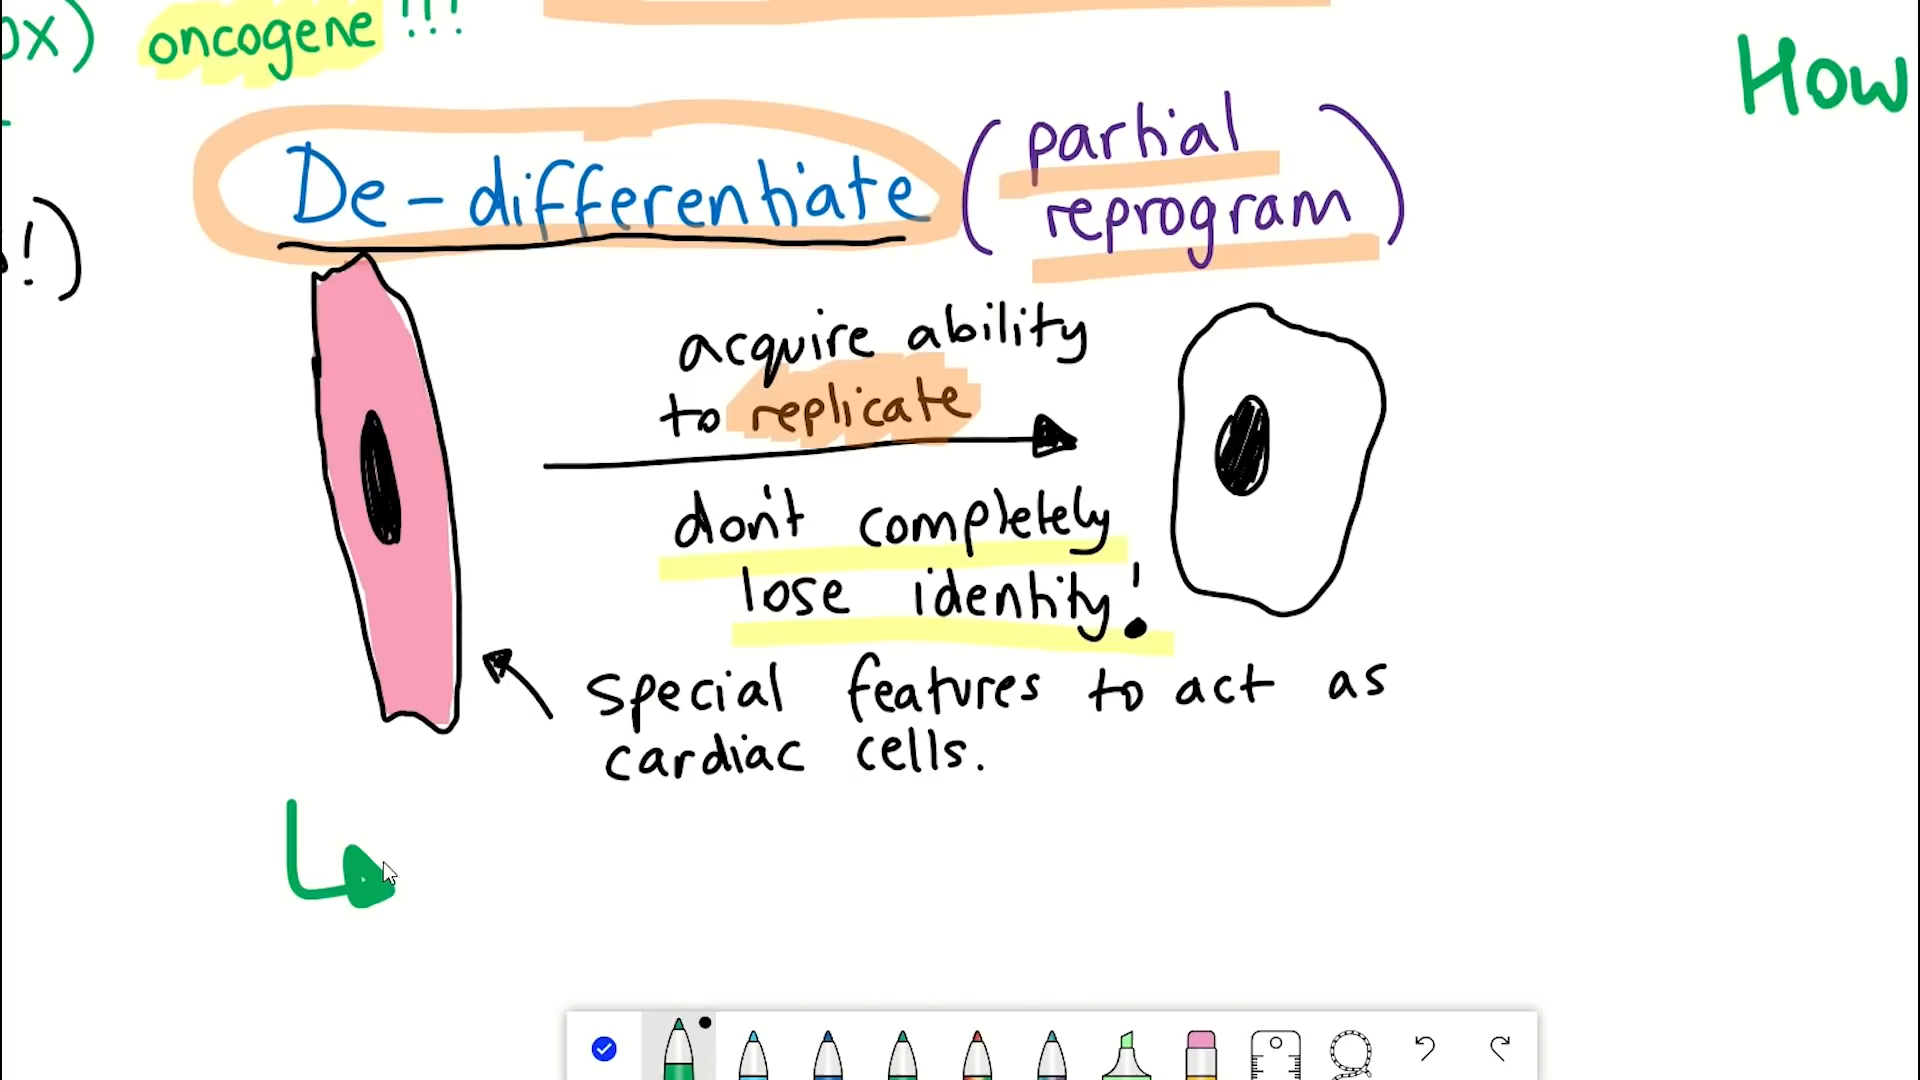 ox) oncogene !!!
How
De-differentiate (partial
reprogram)
!)
acquire ability
to replicate
don't completely
lose identity!
special features to act as
cardiac cells.